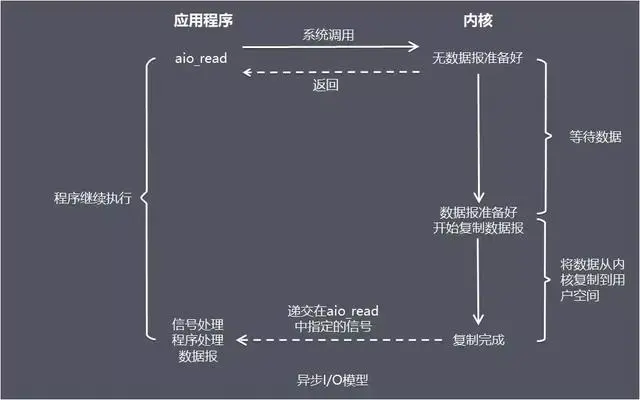 应用程序
内核
系统调用
aio_read
无数据报准备好
返回
等待数据
程序继续执行
数据报准备好
开始复制数据报
将数据从内
核复制到用
户空间
递交在aio_read
中指定的信号
信号处理
程序处理
数据报
复制完成
异步I/O模型